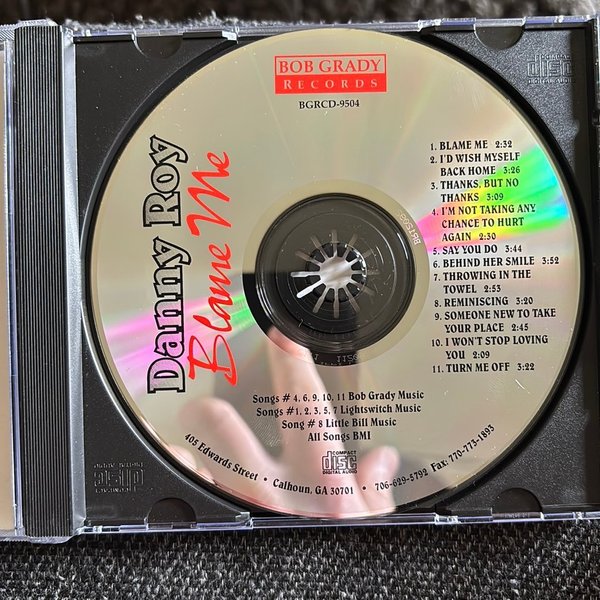 BOB GRADY
RECORDS
BGRCD-9504
Danny Roy
Blame Me
1. BLAME ME 2:32
2. I'D WISH MYSELF
BACK HOME 3:26
3. THANKS, BUT NO
THANKS 3:09
4. I'M NOT TAKING ANY
CHANCE TO HURT
AGAIN 2:30
5. SAY YOU DO 3:44
6. BEHIND HER SMILE 3:52
7. THROWING IN THE
TOWEL 2:53
8. REMINISCING 3:20
9. SOMEONE NEW TO TAKE
YOUR PLACE 2:45
10. I WON'T STOP LOVING
YOU 2:09
11. TURN ME OFF 3:22
Songs # 4, 6, 9, 10, 11 Bob Grady Music
Songs #1, 2, 3, 5, 7 Lightswitch Music
Song # 8 Little Bill Music
All Songs BMI
COMPACT
disc
DIGITAL AUDIO
405 Edwards Street • Calhoun, GA 30701 • 706-629-5792 Fax: 770-773-1893